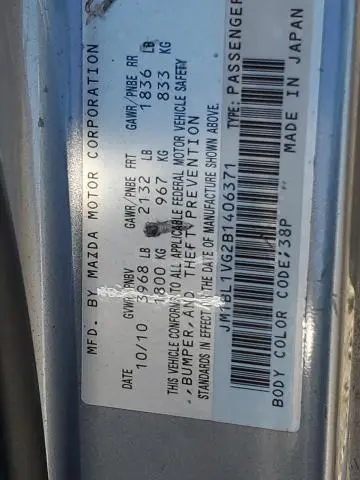 MFD. BY MAZDA MOTOR CORPORATION
DATE GVWR/PNBV GAWR/PNBE FRT GAWR/PNBE RR
10/10 3968 LB 2132 LB 1836 LB
1800 KG 967 KG 833 KG
THIS VEHICLE CONFORMS TO ALL APPLICABLE FEDERAL MOTOR VEHICLE SAFETY
, BUMPER, AND THEFT PREVENTION
STANDARDS IN EFFECT ON THE DATE OF MANUFACTURE SHOWN ABOVE.
JM1BL1VG2B1406371 TYPE: PASSENGER
BODY COLOR CODE;38P MADE IN JAPAN